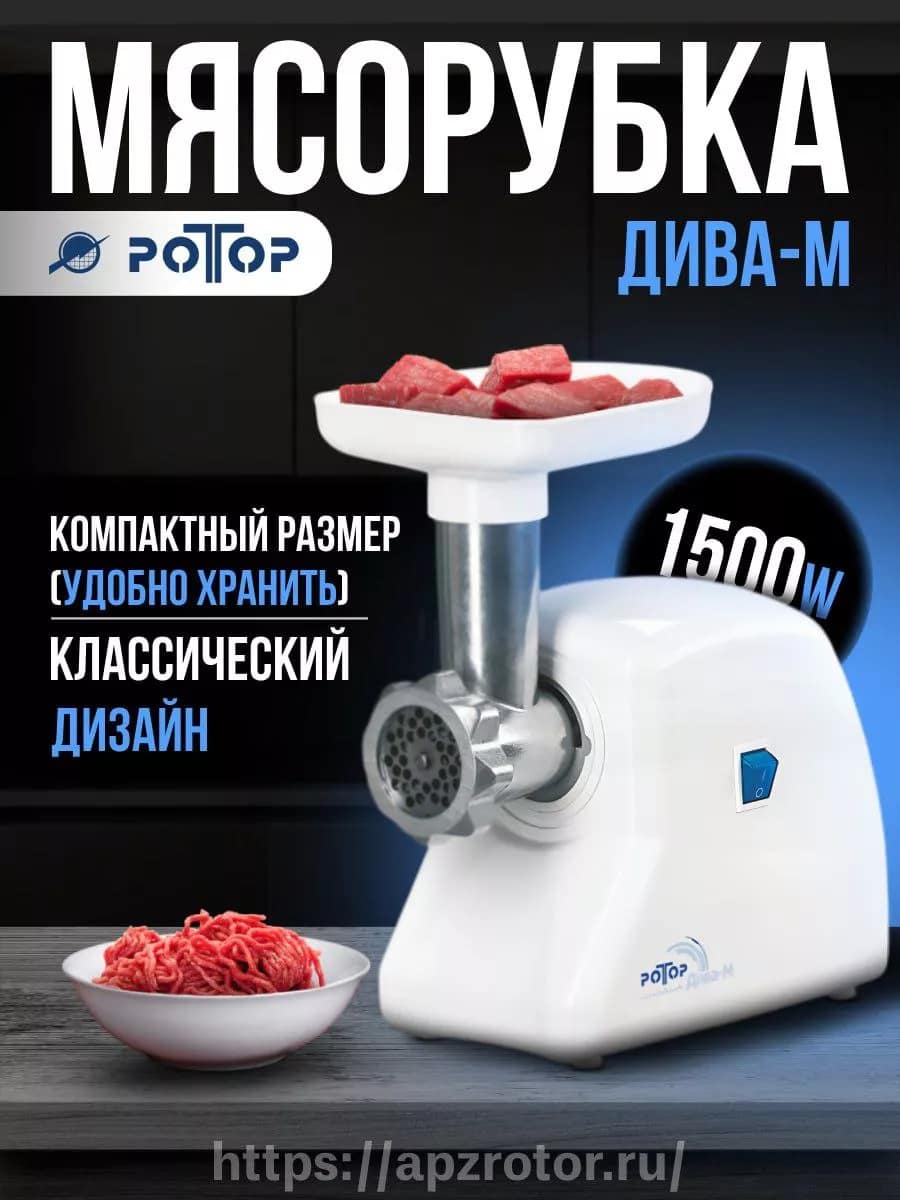 МЯСОРУБКА
РОТОР
ДИВА-М
КОМПАКТНЫЙ РАЗМЕР
(УДОБНО ХРАНИТЬ)
КЛАССИЧЕСКИЙ
ДИЗАЙН
1500W
РОТОР
Дива-М
https://apzrotor.ru/